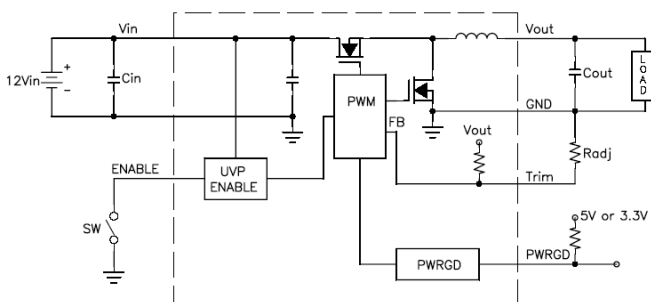 Vin
Vout
12Vin
+
-
Cin
Cout
LOAD
PWM
GND
FB
Vout
Radj
ENABLE
UVP
ENABLE
Trim
SW
5V or 3.3V
PWRGD
PWRGD